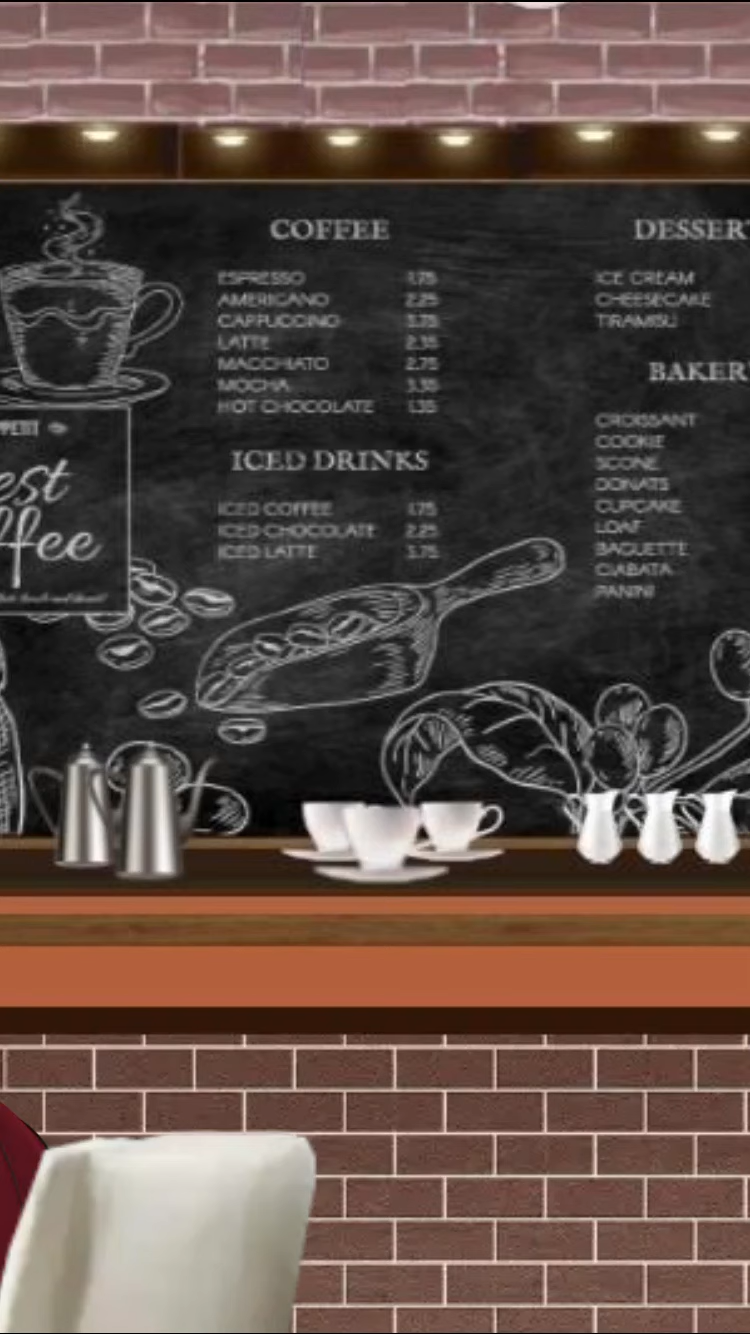 COFFEE
ESPRESSO 1.75
AMERICANO 2.25
CAPPUCCINO 3.75
LATTE 2.35
MACCHIATO 2.75
MOCHA 3.35
HOT CHOCOLATE 1.35
ICED DRINKS
ICED COFFEE 1.75
ICED CHOCOLATE 2.25
ICED LATTE 3.75
DESSER
ICE CREAM
CHEESECAKE
TIRAMISU
BAKER
CROISSANT
COOKIE
SCONE
DONATS
CUPCAKE
LOAF
BAGUETTE
CIABATA
PANINI
est
ffee